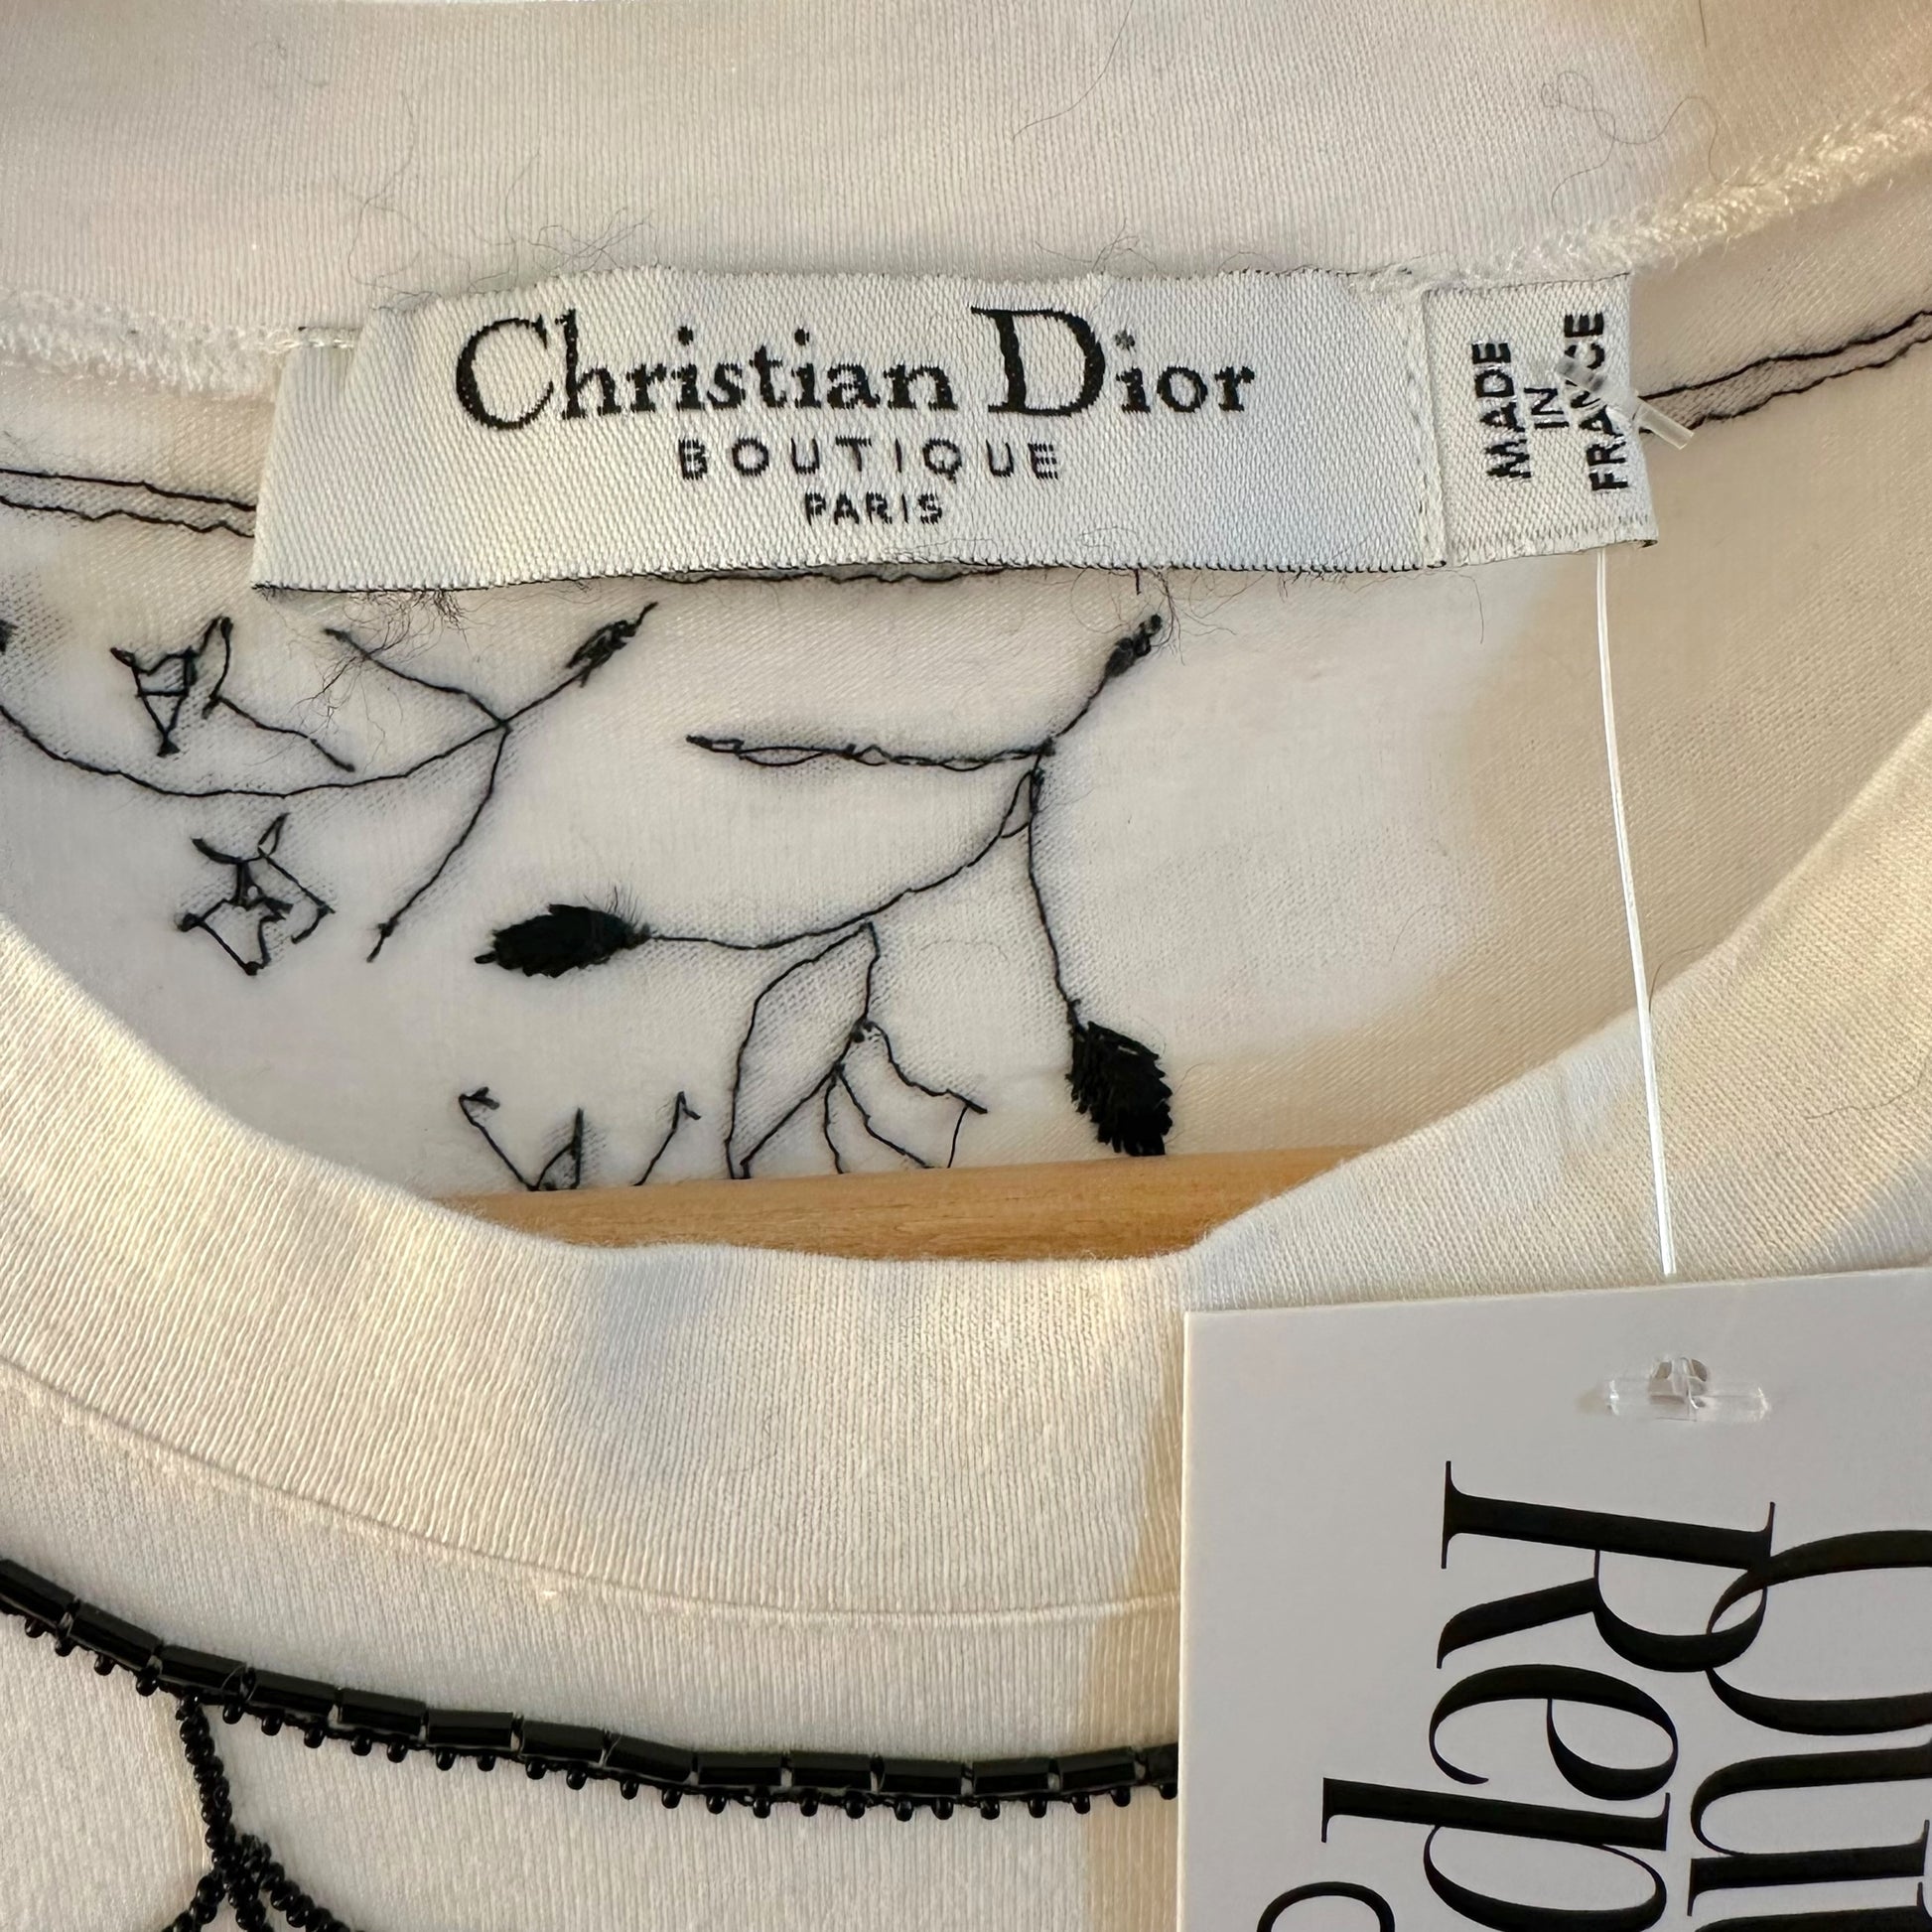 Christian Dior
BOUTIQUE
PARIS
MADE
IN
FRANCE